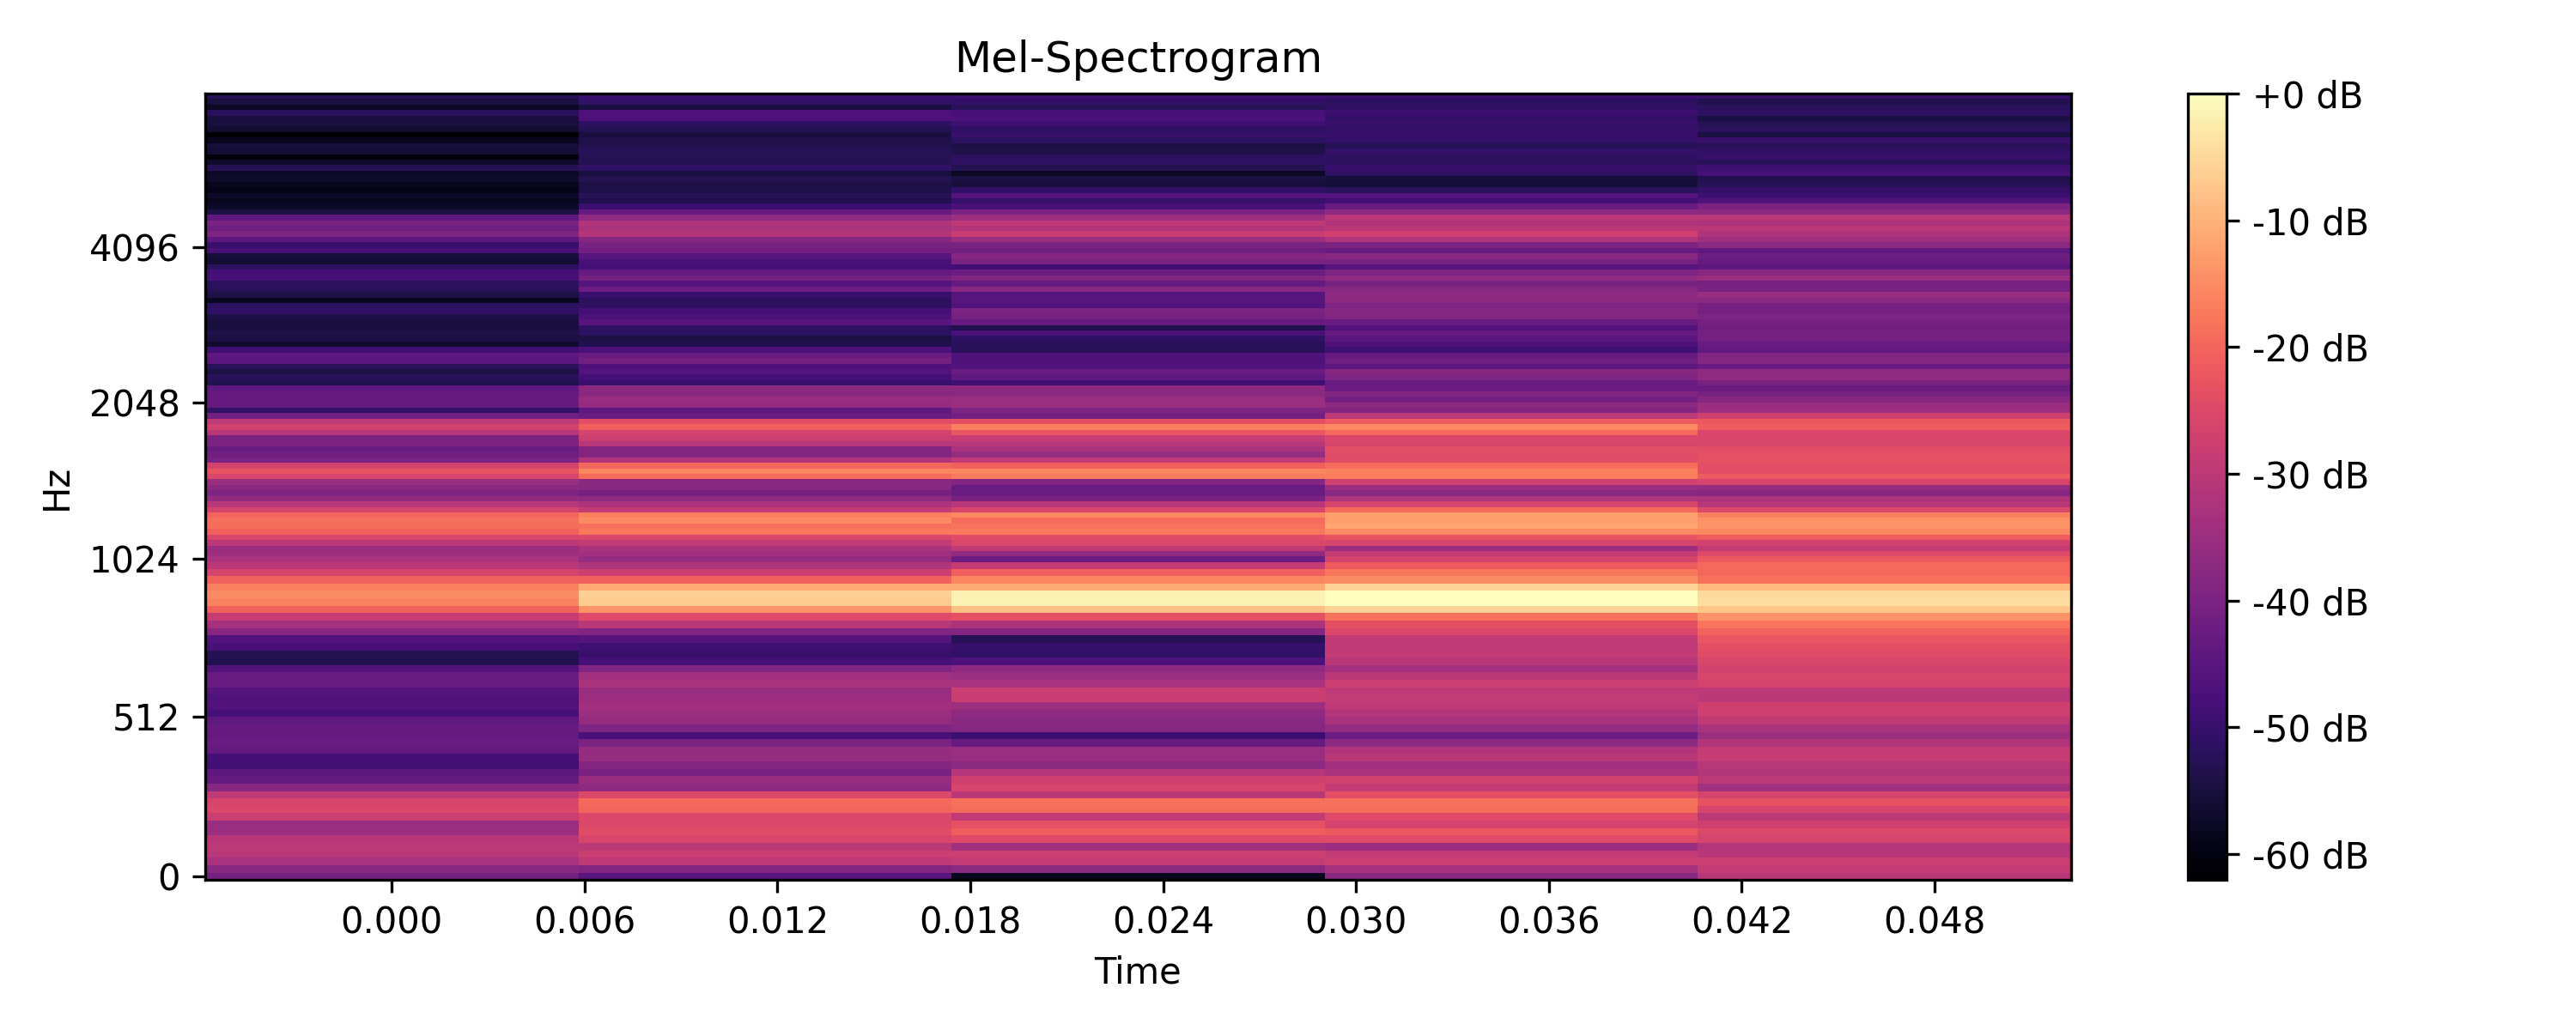 Mel-Spectrogram
+0 dB
-10 dB
-20 dB
-30 dB
-40 dB
-50 dB
-60 dB
4096
2048
1024
512
0
Hz
0.000 0.006 0.012 0.018 0.024 0.030 0.036 0.042 0.048
Time